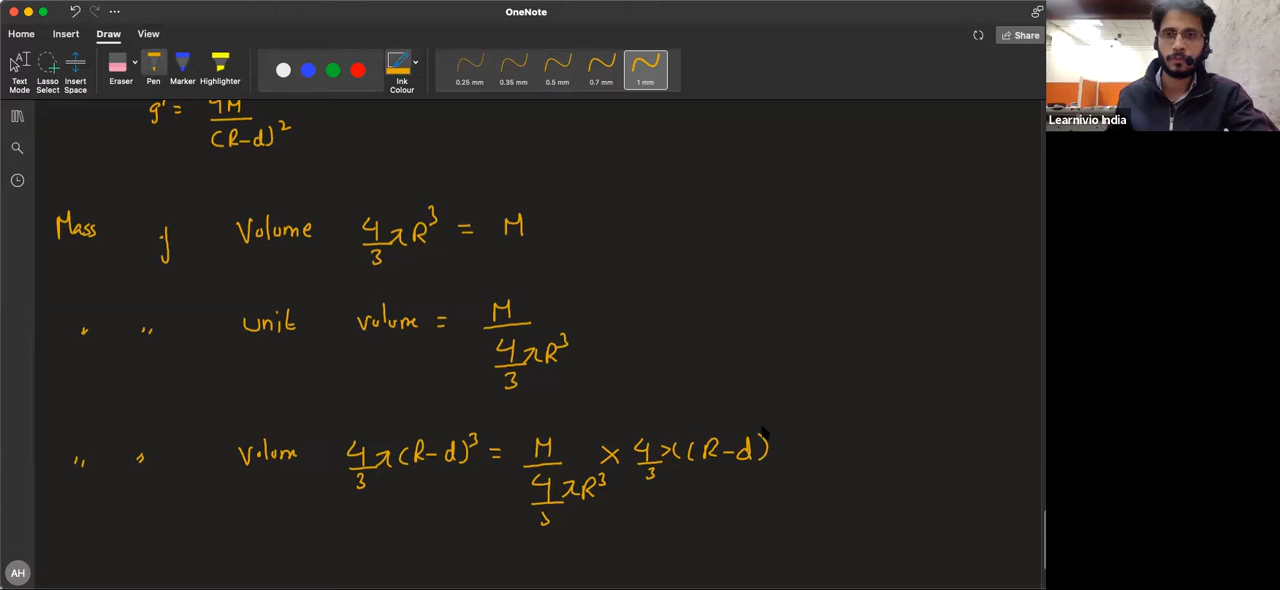 OneNote
Home Insert Draw View
Share
Text Mode
Lasso Select
Insert Space
Eraser
Pen
Marker
Highlighter
Ink Colour
0.25 mm
0.35 mm
0.5 mm
0.7 mm
1 mm
Learnivio India
g' = GM/(R-d)²
Mass of Volume 4/3 πR³ = M
" " unit volume = M/(4/3 πR³)
" " volume 4/3 π(R-d)³ = M/(4/3 πR³) × 4/3 π(R-d)
AH